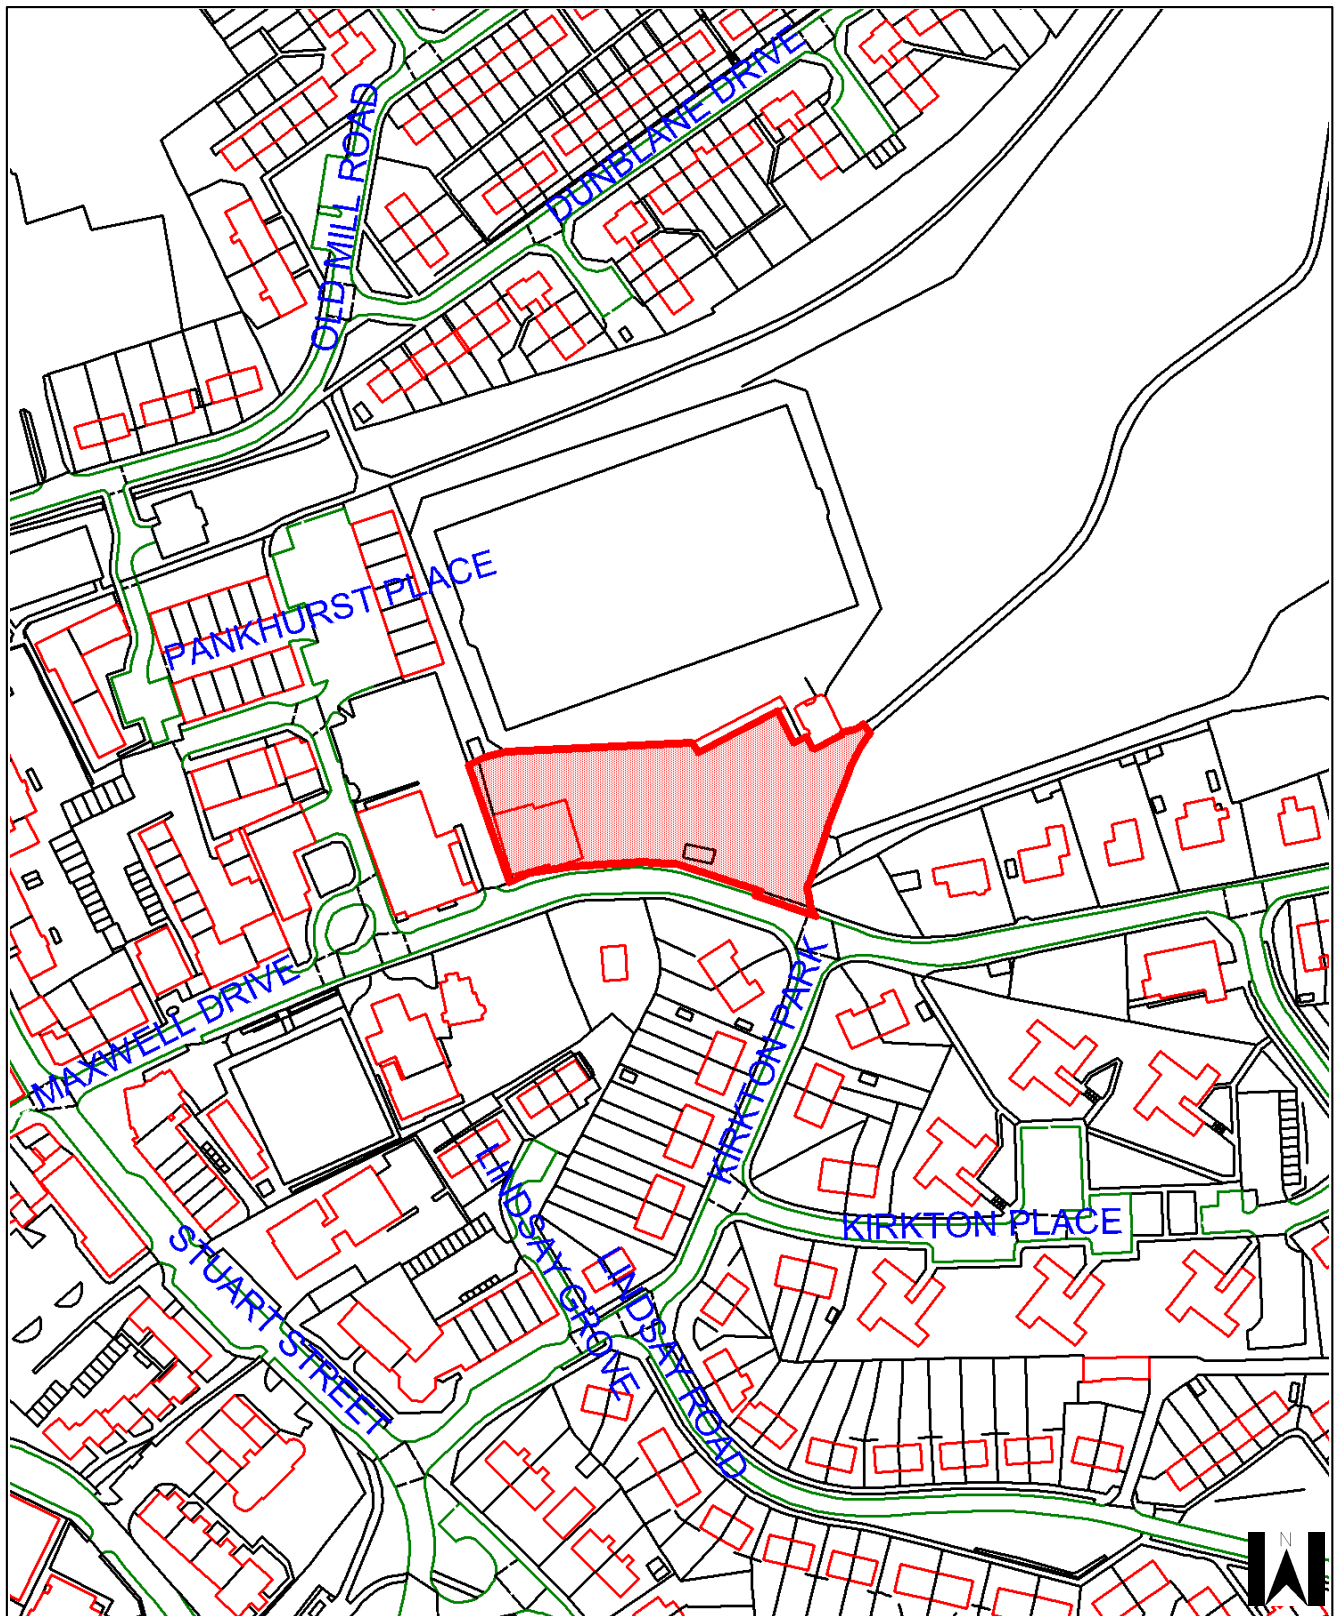 OLD MILL ROAD
DUNBLANE DRIVE
PANKHURST PLACE
MAXWELL DRIVE
KIRKTON PARK
KIRKTON PLACE
LINDSAY GROVE
LINDSAY ROAD
STUART STREET
N